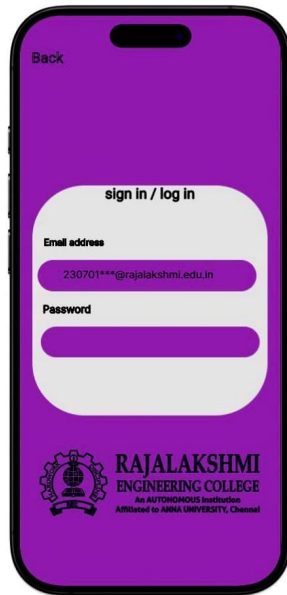 Back
sign in / log in
Email address
230701***@rajalakshmi.edu.in
Password
RAJALAKSHMI
ENGINEERING COLLEGE
An AUTONOMOUS Institution
Affiliated to ANNA UNIVERSITY, Chennai